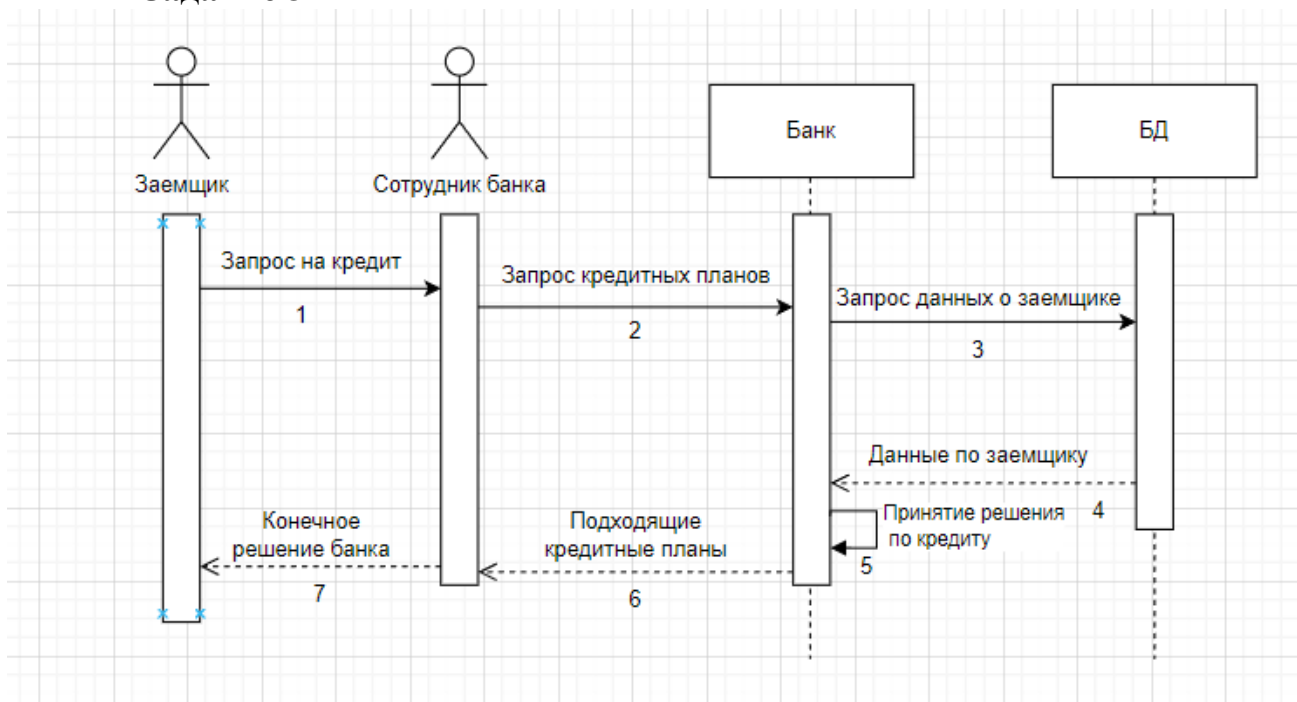 Банк
БД
Заемщик
Сотрудник банка
Запрос на кредит
1
Запрос кредитных планов
2
Запрос данных о заемщике
3
Данные по заемщику
4
Принятие решения
по кредиту
5
Подходящие
кредитные планы
6
Конечное
решение банка
7